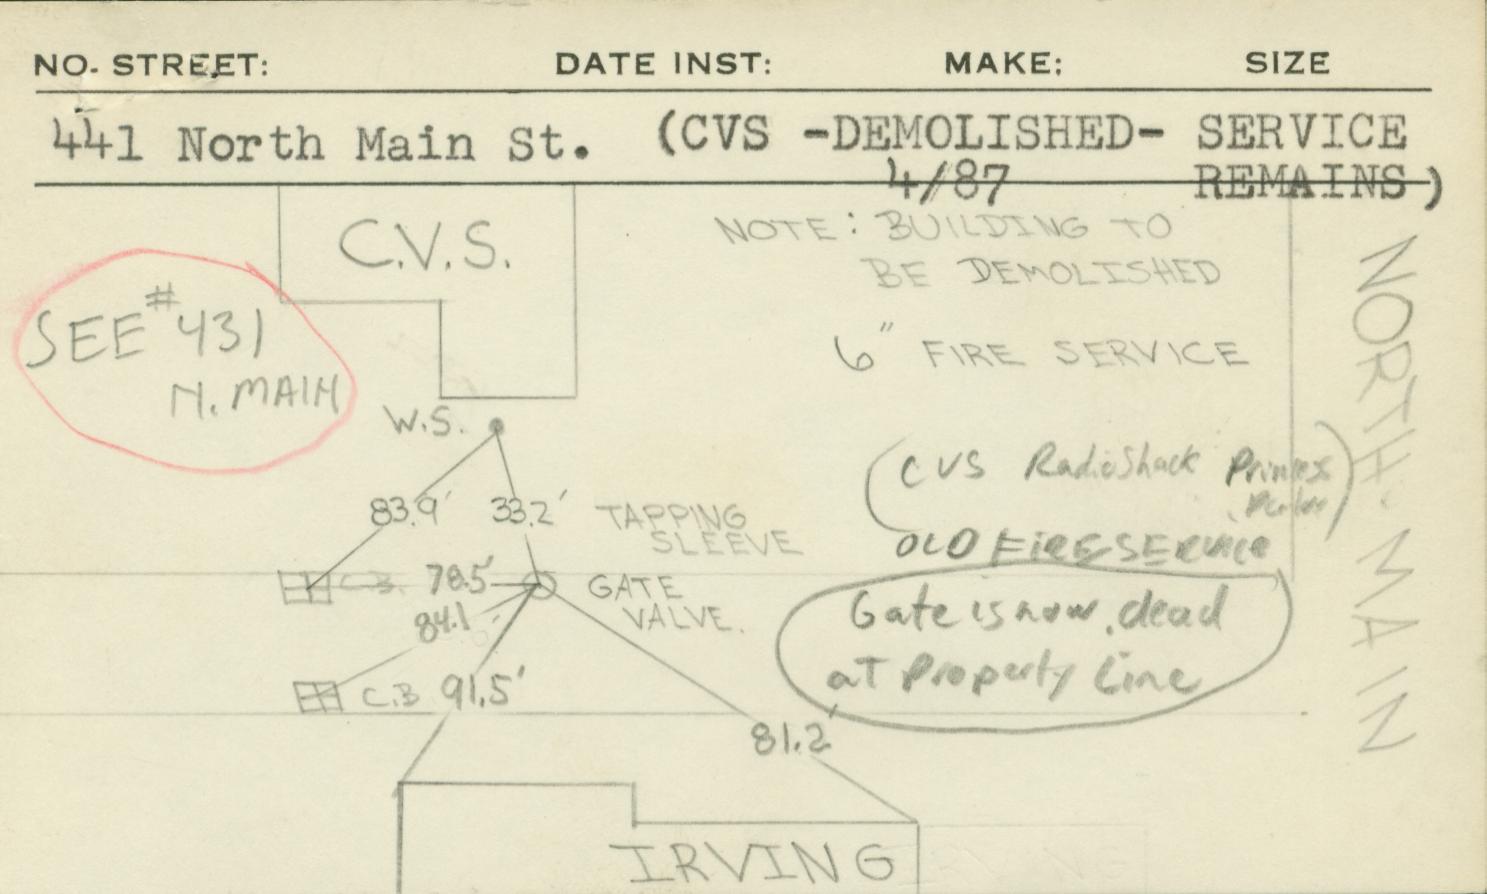 NO. STREET: DATE INST: MAKE: SIZE
441 North Main St. (CVS -DEMOLISHED- SERVICE
4/87 REMAINS)
C.V.S.
NOTE: BUILDING TO
BE DEMOLISHED
SEE #431
N. MAIN
6" FIRE SERVICE
W.S.
(CVS RadioShack
83.9' 33.2' TAPPING
SLEEVE
OLD FIRE SERVICE
C.B. 78.5' GATE
VALVE.
84.1'
Gate is now dead
at Property Line
C.B 91.5'
81.2'
IRVING
NORTH MAIN